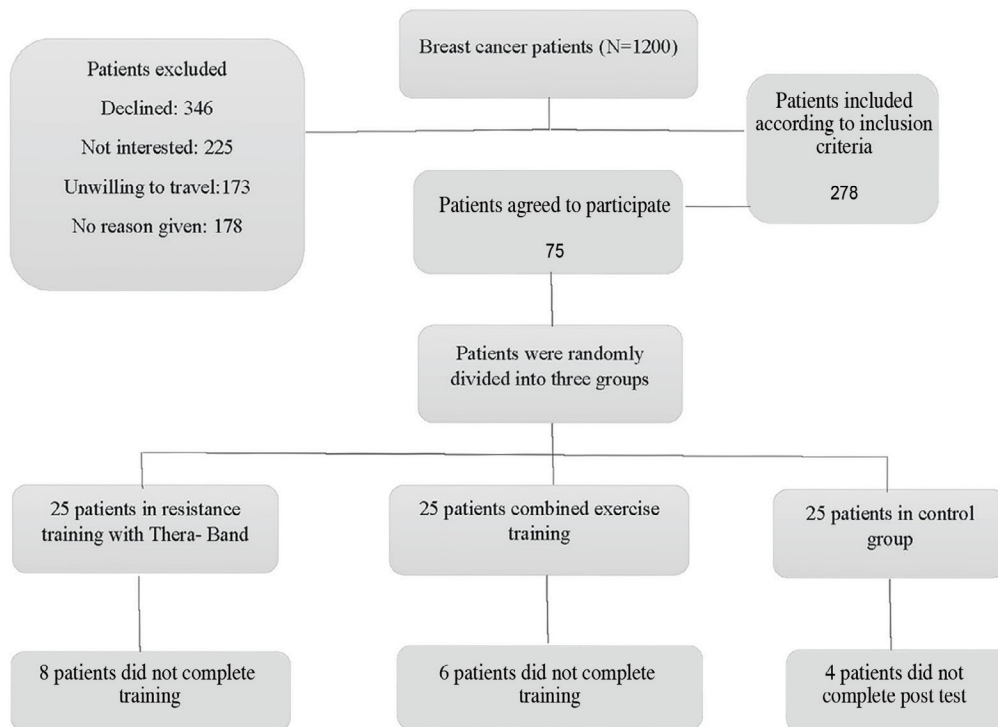 Breast cancer patients (N=1200)
Patients excluded
Declined: 346
Not interested: 225
Unwilling to travel:173
No reason given: 178
Patients included
according to inclusion
criteria
278
Patients agreed to participate
75
Patients were randomly
divided into three groups
25 patients in resistance
training with Thera- Band
25 patients combined exercise
training
25 patients in control
group
8 patients did not complete
training
6 patients did not complete
training
4 patients did not
complete post test